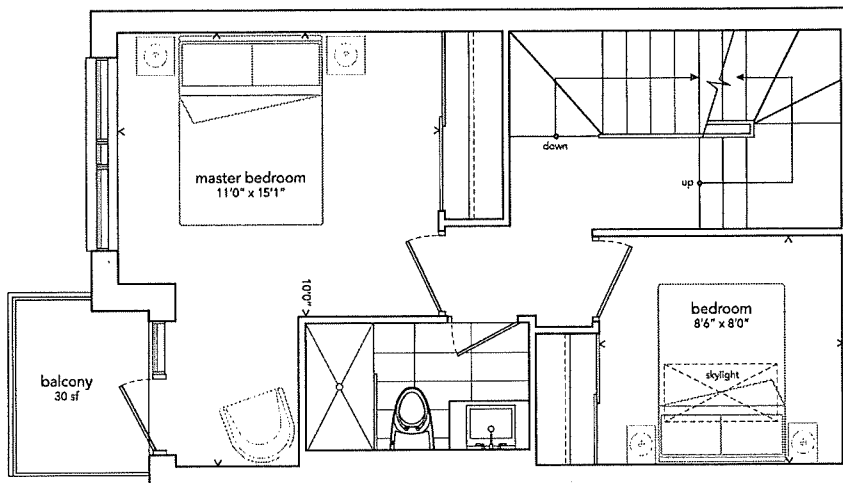 down
master bedroom
11'0" x 15'1"
up
10'0"
bedroom
8'6" x 8'0"
skylight
balcony
30 sf